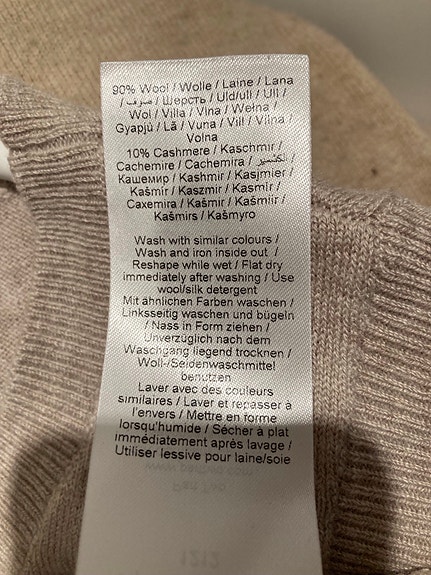 90% Wool / Wolle / Laine / Lana
/ صوف / Шерсть / Uld/ull / Ull /
Wol / Villa / Vlna / Wełna /
Gyapjú / Lã / Vuna / Vill / Vilna /
Volna
10% Cashmere / Kaschmir /
Cachemire / Cachemira / الكشمير /
Кашемир / Kashmir / Kasjmier /
Kašmír / Kaszmir / Kasmír /
Caxemira / Kašmir / Kašmiir /
Kašmirs / Kašmyro
Wash with similar colours /
Wash and iron inside out /
Reshape while wet / Flat dry
immediately after washing / Use
wool/silk detergent
Mit ähnlichen Farben waschen /
Linksseitig waschen und bügeln
/ Nass in Form ziehen /
Unverzüglich nach dem
Waschgang liegend trocknen /
Woll-/Seidenwaschmittel
benutzen
Laver avec des couleurs
similaires / Laver et repasser à
l'envers / Mettre en forme
lorsqu'humide / Sécher à plat
immédiatement après lavage /
Utiliser lessive pour laine/soie